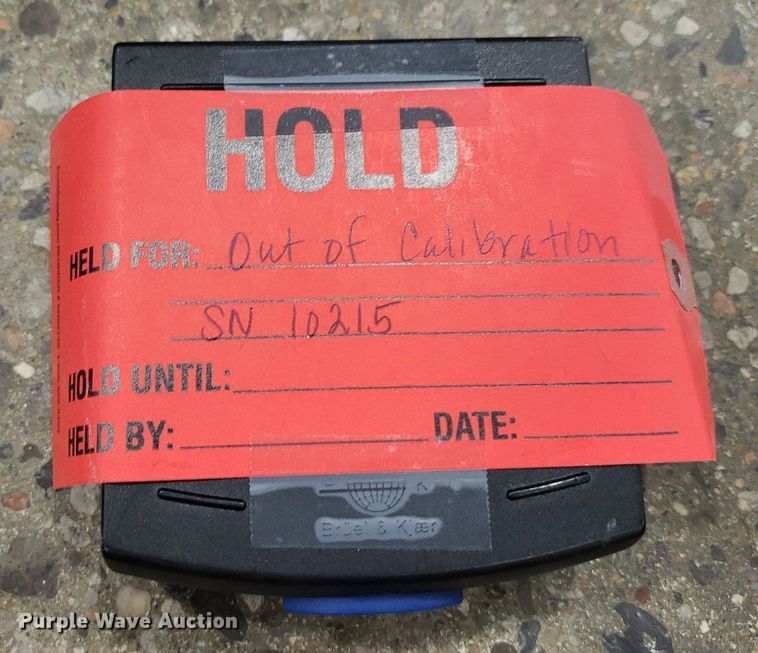 HOLD
HELD FOR: Out of Calibration
SN 10215
HOLD UNTIL:
HELD BY: DATE:
B K
Brüel & Kjær
Purple Wave Auction